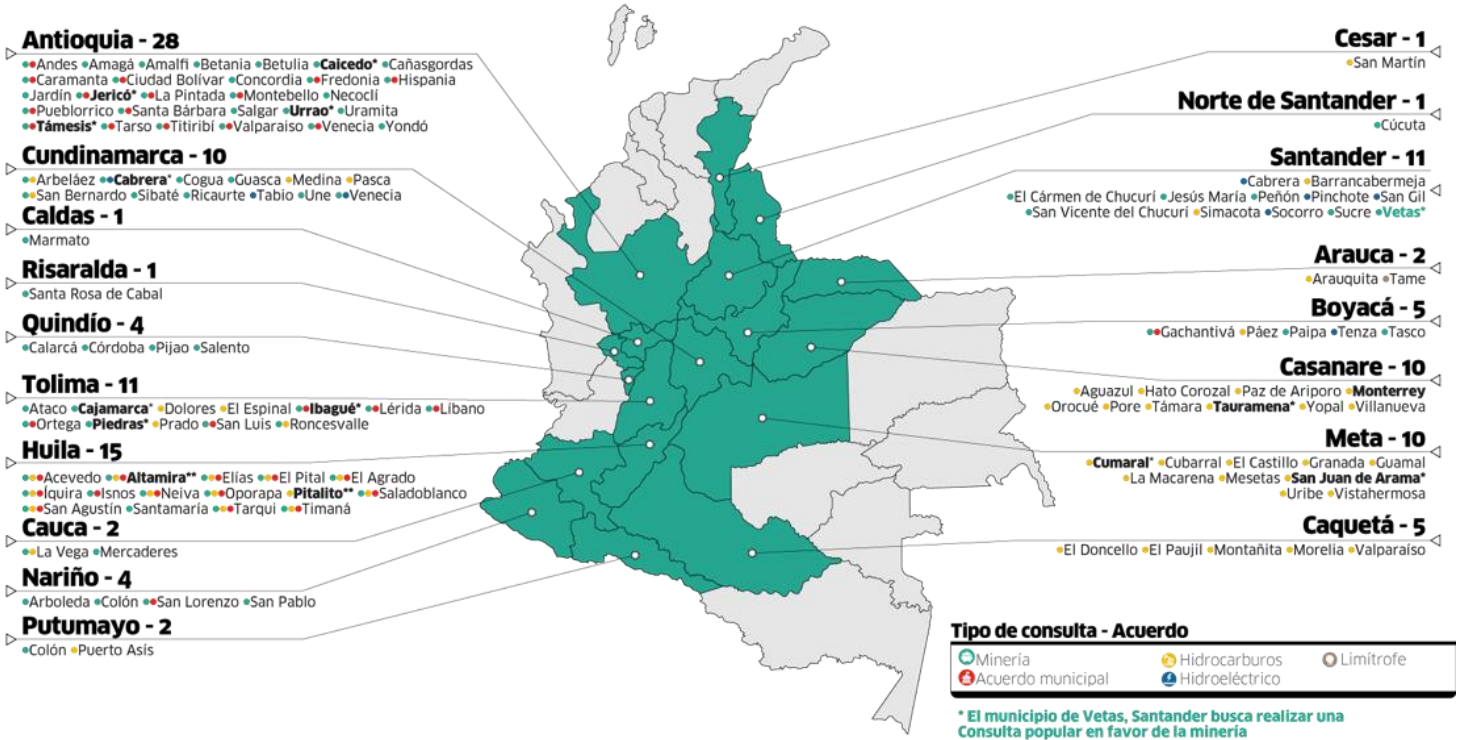 Antioquia - 28
•Andes •Amagá •Amalfi •Betania •Betulia •Caicedo* •Cañasgordas
•Caramanta •Ciudad Bolívar •Concordia •Fredonia •Hispania
•Jardín •Jericó* •La Pintada •Montebello •Necoclí
•Pueblorrico •Santa Bárbara •Salgar •Urrao* •Uramita
•Támesis* •Tarso •Titiribí •Valparaiso •Venecia •Yondó
Cundinamarca - 10
•Arbeláez •Cabrera* •Cogua •Guasca •Medina •Pasca
•San Bernardo •Sibaté •Ricaurte •Tabio •Une •Venecia
Caldas - 1
•Marmato
Risaralda - 1
•Santa Rosa de Cabal
Quindío - 4
•Calarcá •Córdoba •Pijao •Salento
Tolima - 11
•Ataco •Cajamarca* •Dolores •El Espinal •Ibagué* •Lérida •Líbano
•Ortega •Piedras* •Prado •San Luis •Roncesvalle
Huila - 15
•Acevedo •Altamira** •Elías •El Pital •El Agrado
•Íquira •Isnos •Neiva •Oporapa •Pitalito** •Saladoblanco
•San Agustín •Santamaría •Tarqui •Timaná
Cauca - 2
•La Vega •Mercaderes
Nariño - 4
•Arboleda •Colón •San Lorenzo •San Pablo
Putumayo - 2
•Colón •Puerto Asís
Cesar - 1
•San Martín
Norte de Santander - 1
•Cúcuta
Santander - 11
•Cabrera •Barrancabermeja
•El Cármen de Chucurí •Jesús María •Peñón •Pinchote •San Gil
•San Vicente del Chucurí •Simacota •Socorro •Sucre •Vetas*
Arauca - 2
•Arauquita •Tame
Boyacá - 5
•Gachantivá •Páez •Paipa •Tenza •Tasco
Casanare - 10
•Aguazul •Hato Corozal •Paz de Ariporo •Monterrey
•Orocué •Pore •Támara •Tauramena* •Yopal •Villanueva
Meta - 10
•Cumaral* •Cubarral •El Castillo •Granada •Guamal
•La Macarena •Mesetas •San Juan de Arama*
•Uribe •Vistahermosa
Caquetá - 5
•El Doncello •El Paujil •Montañita •Morelia •Valparaíso
Tipo de consulta - Acuerdo
Minería Hidrocarburos Limítrofe
Acuerdo municipal Hidroeléctrico
* El municipio de Vetas, Santander busca realizar una
Consulta popular en favor de la minería